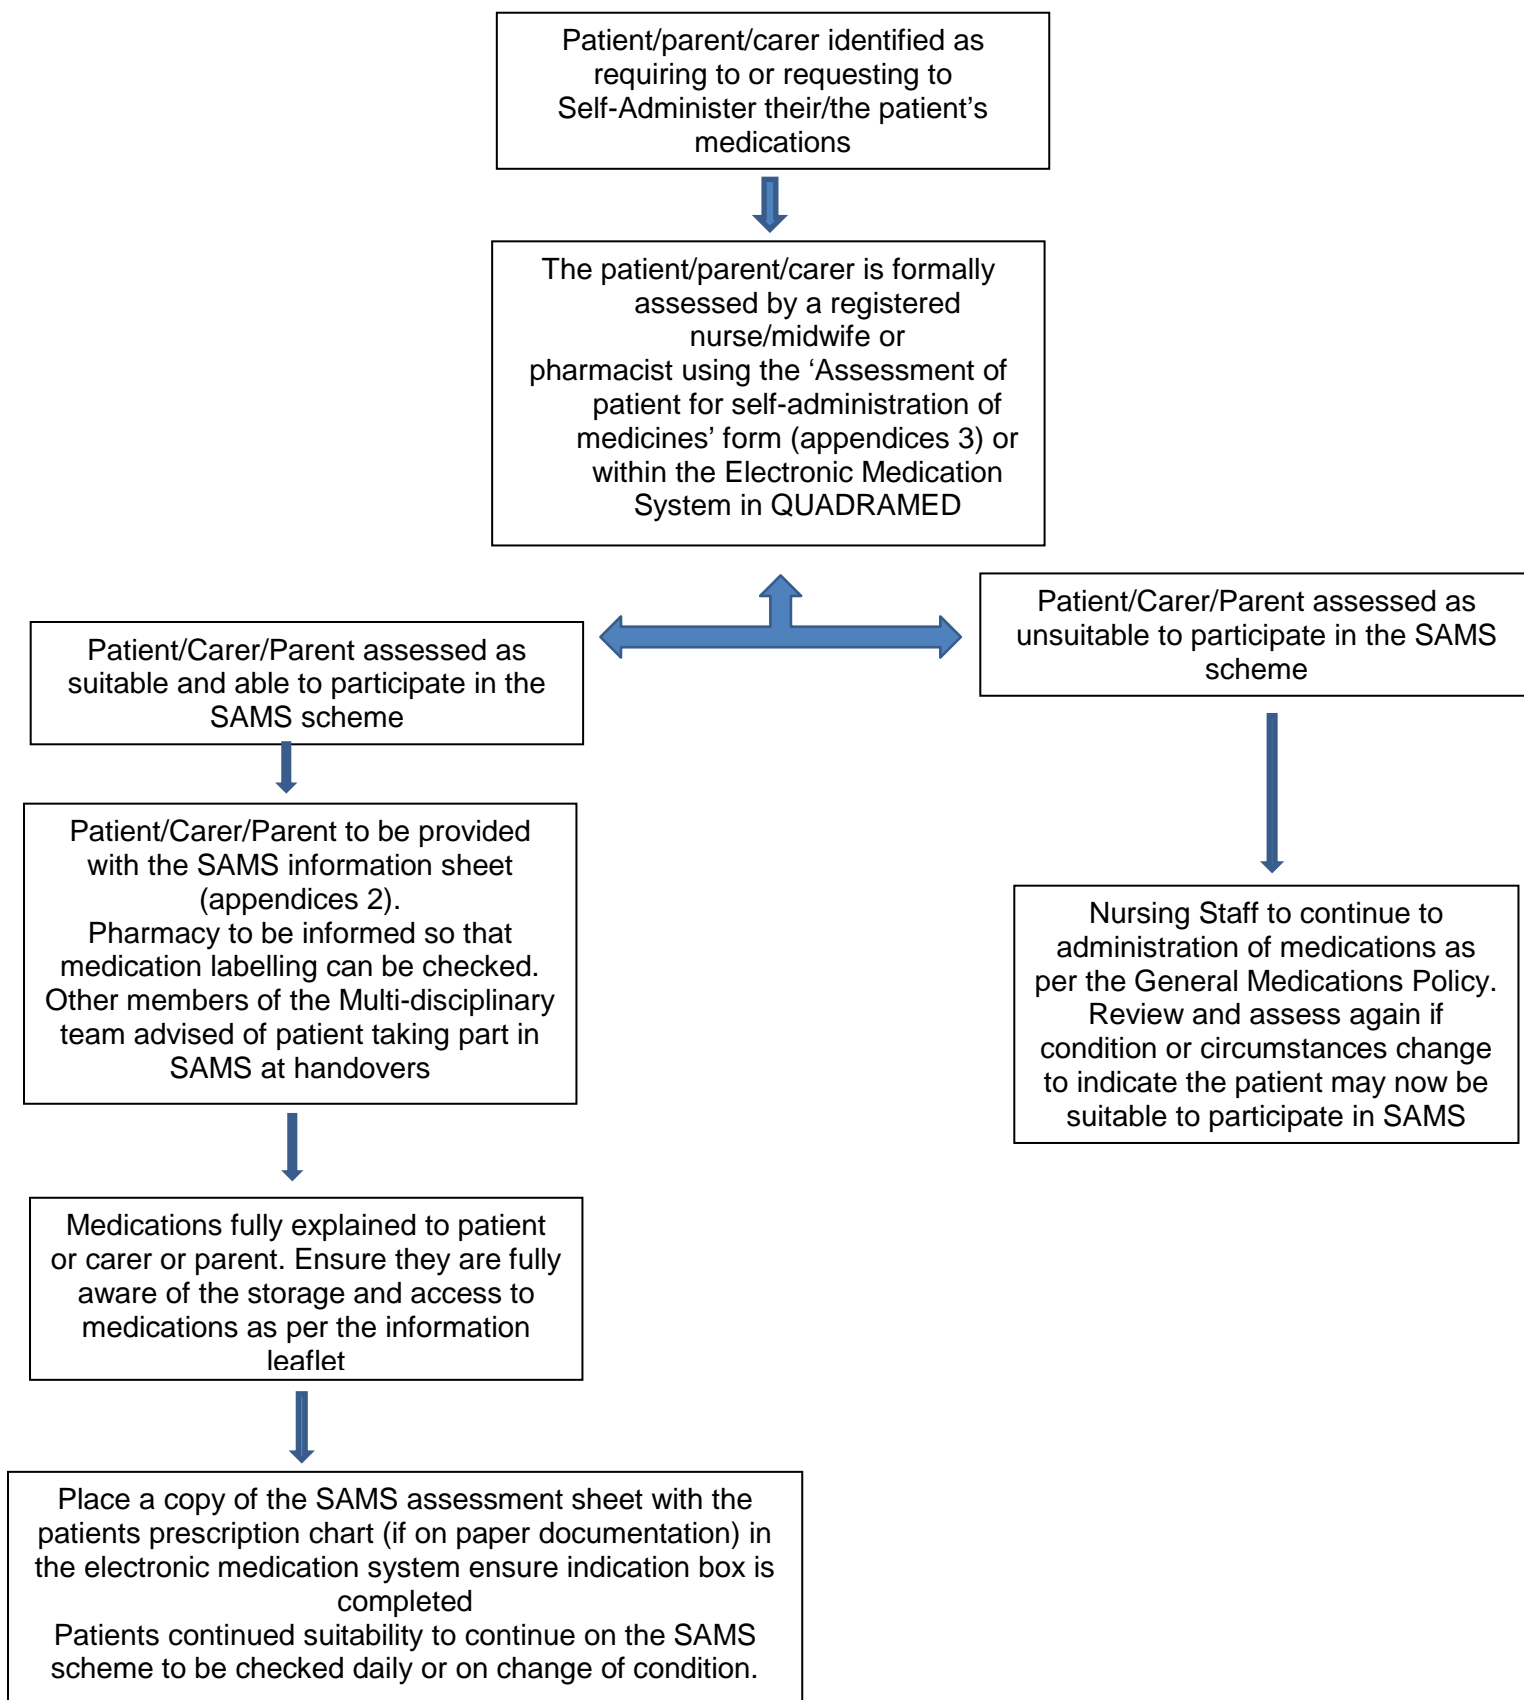 Patient/parent/carer identified as
requiring to or requesting to
Self-Administer their/the patient’s
medications
The patient/parent/carer is formally
assessed by a registered
nurse/midwife or
pharmacist using the ‘Assessment of
patient for self-administration of
medicines’ form (appendices 3) or
within the Electronic Medication
System in QUADRAMED
Patient/Carer/Parent assessed as
suitable and able to participate in the
SAMS scheme
Patient/Carer/Parent assessed as
unsuitable to participate in the SAMS
scheme
Patient/Carer/Parent to be provided
with the SAMS information sheet
(appendices 2).
Pharmacy to be informed so that
medication labelling can be checked.
Other members of the Multi-disciplinary
team advised of patient taking part in
SAMS at handovers
Nursing Staff to continue to
administration of medications as
per the General Medications Policy.
Review and assess again if
condition or circumstances change
to indicate the patient may now be
suitable to participate in SAMS
Medications fully explained to patient
or carer or parent. Ensure they are fully
aware of the storage and access to
medications as per the information
leaflet
Place a copy of the SAMS assessment sheet with the
patients prescription chart (if on paper documentation) in
the electronic medication system ensure indication box is
completed
Patients continued suitability to continue on the SAMS
scheme to be checked daily or on change of condition.